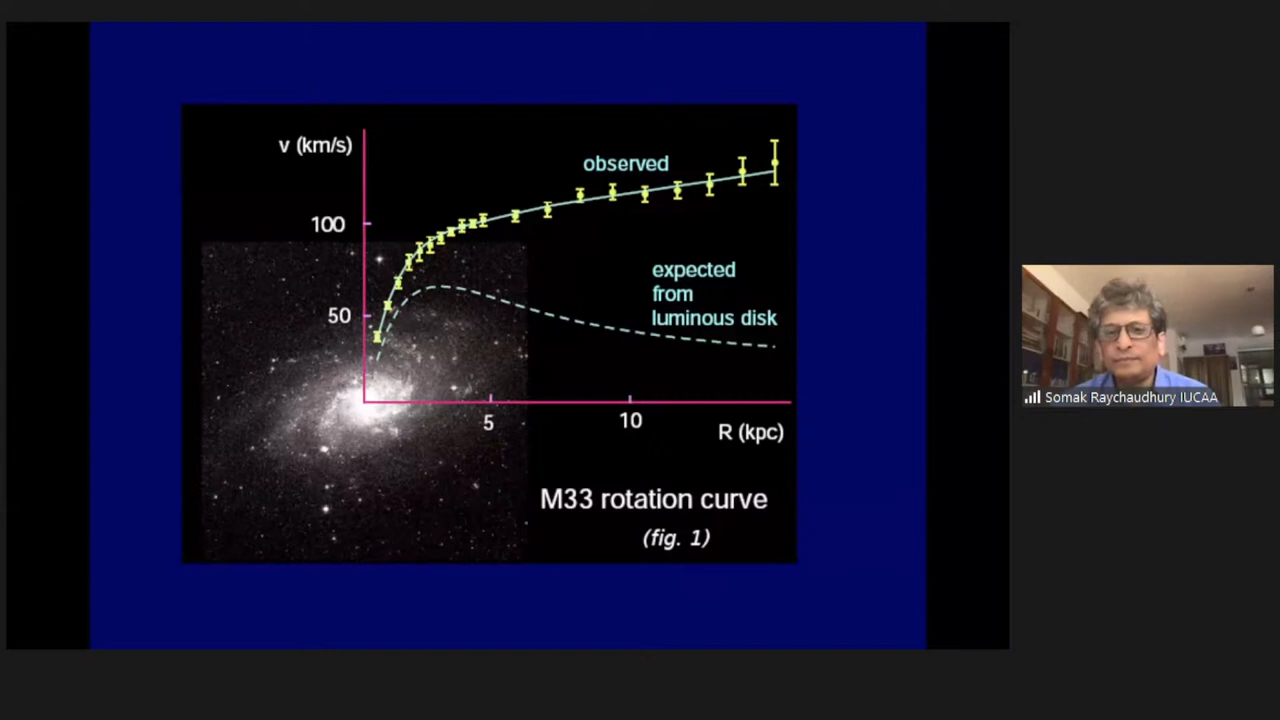 v (km/s)
observed
100
expected
from
luminous disk
50
5
10
R (kpc)
M33 rotation curve
(fig. 1)
Somak Raychaudhury IUCAA